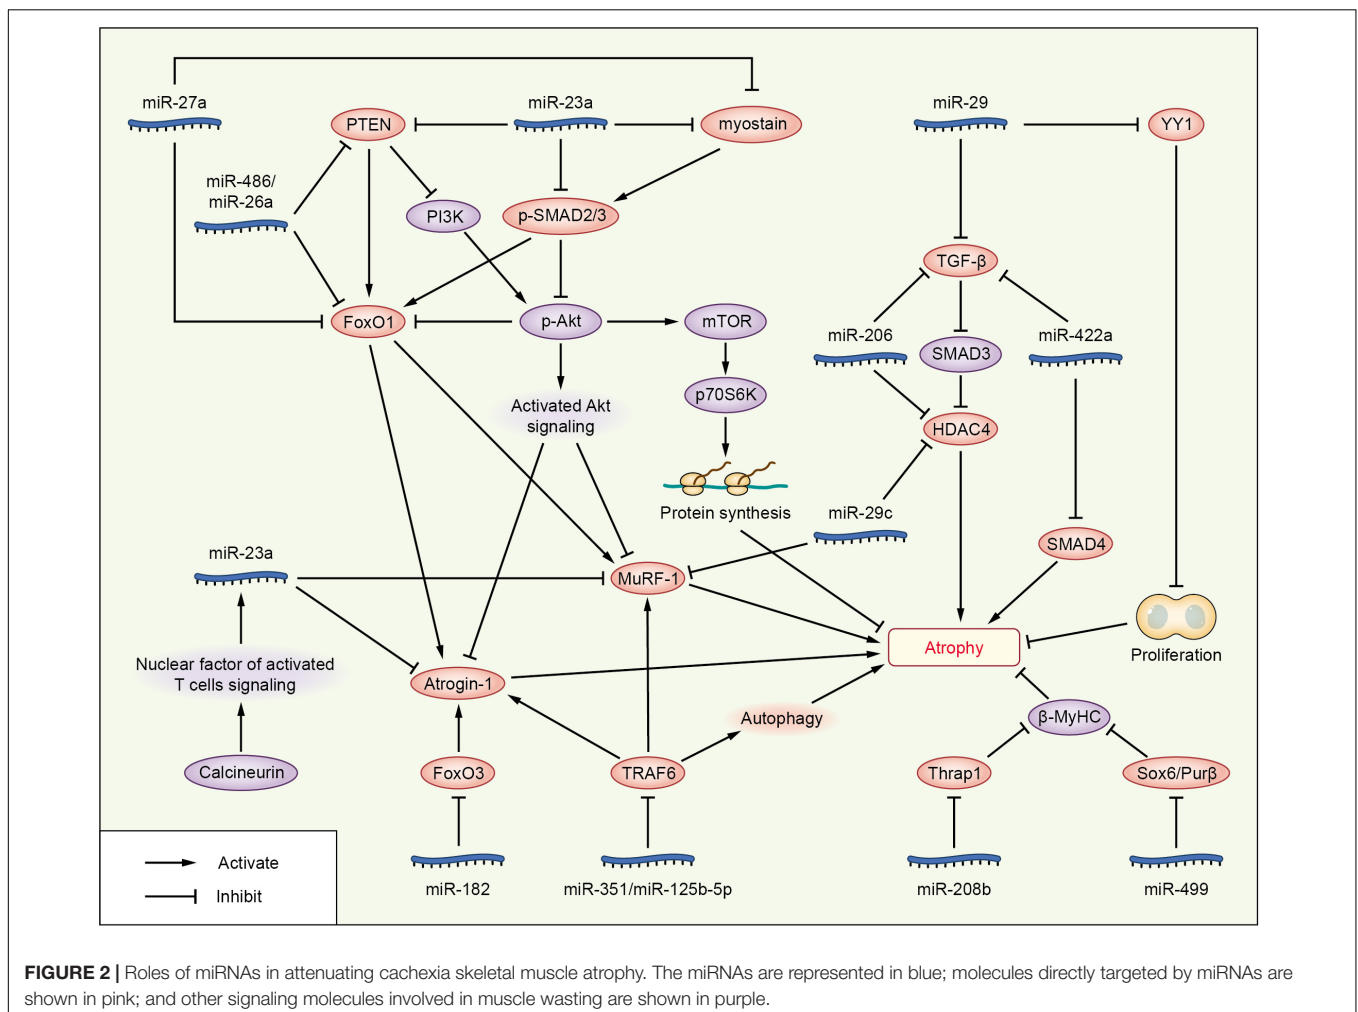 miR-27a
miR-23a
miR-29
PTEN
myostain
YY1
miR-486/
miR-26a
PI3K
p-SMAD2/3
TGF-β
FoxO1
p-Akt
mTOR
miR-206
SMAD3
miR-422a
p70S6K
Activated Akt
signaling
HDAC4
Protein synthesis
miR-29c
SMAD4
miR-23a
MuRF-1
Atrophy
Proliferation
Nuclear factor of activated
T cells signaling
Atrogin-1
Autophagy
β-MyHC
Calcineurin
FoxO3
TRAF6
Thrap1
Sox6/Purβ
Activate
Inhibit
miR-182
miR-351/miR-125b-5p
miR-208b
miR-499
FIGURE 2 | Roles of miRNAs in attenuating cachexia skeletal muscle atrophy. The miRNAs are represented in blue; molecules directly targeted by miRNAs are
shown in pink; and other signaling molecules involved in muscle wasting are shown in purple.